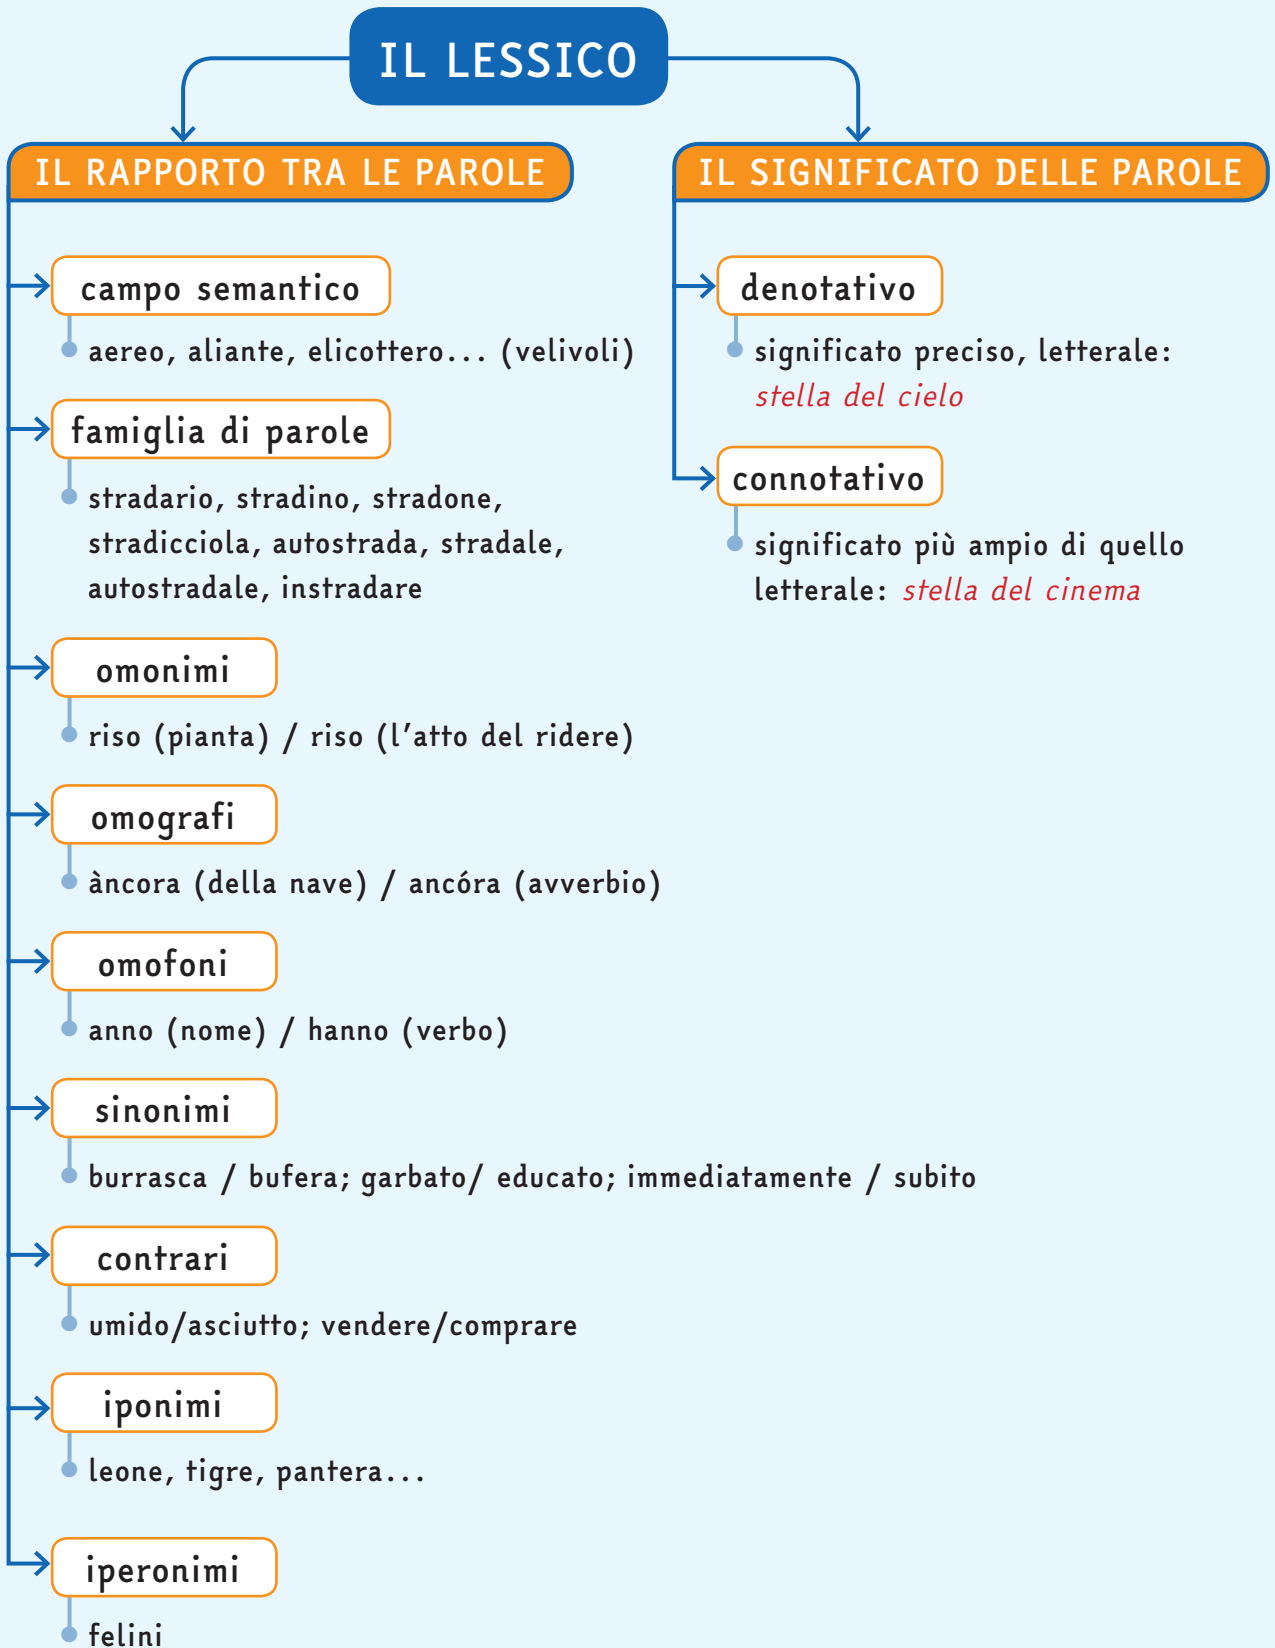 IL LESSICO
IL RAPPORTO TRA LE PAROLE
campo semantico
aereo, aliante, elicottero... (velivoli)
famiglia di parole
stradario, stradino, stradone,
stradicciola, autostrada, stradale,
autostradale, instradare
omonimi
riso (pianta) / riso (l'atto del ridere)
omografi
àncora (della nave) / ancóra (avverbio)
omofoni
anno (nome) / hanno (verbo)
sinonimi
burrasca / bufera; garbato/ educato; immediatamente / subito
contrari
umido/asciutto; vendere/comprare
iponimi
leone, tigre, pantera...
iperonimi
felini
IL SIGNIFICATO DELLE PAROLE
denotativo
significato preciso, letterale:
stella del cielo
connotativo
significato più ampio di quello
letterale: stella del cinema